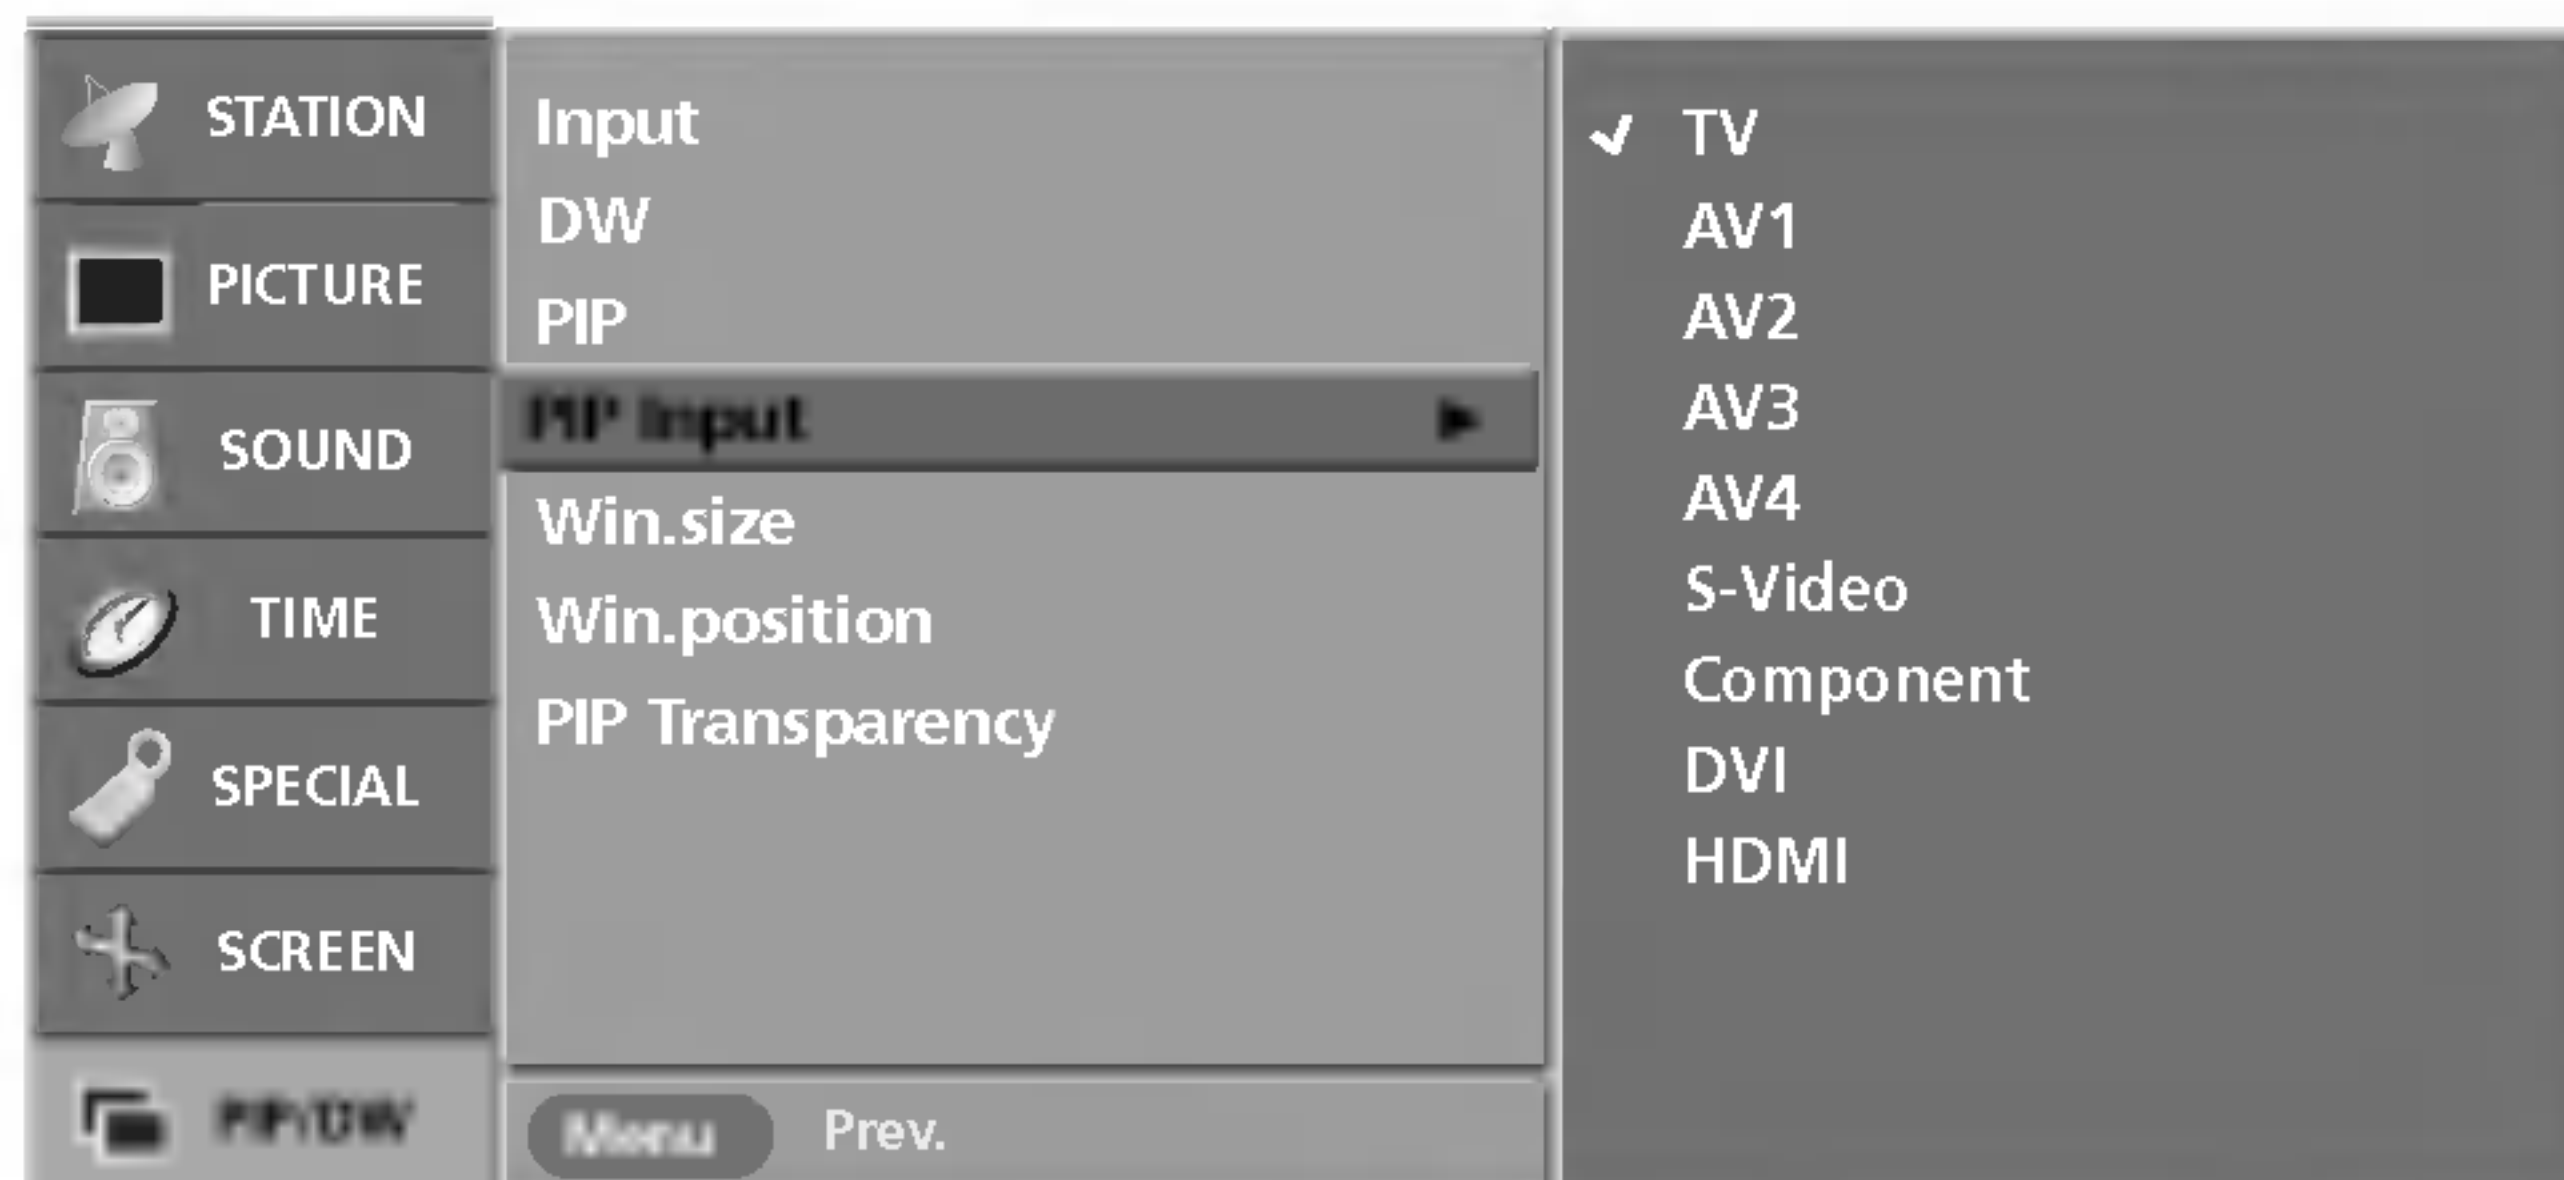 STATION
PICTURE
SOUND
TIME
SPECIAL
SCREEN
PIP/DW
Input
DW
PIP
PIP Input
Win.size
Win.position
PIP Transparency
Menu Prev.
TV
AV1
AV2
AV3
AV4
S-Video
Component
DVI
HDMI